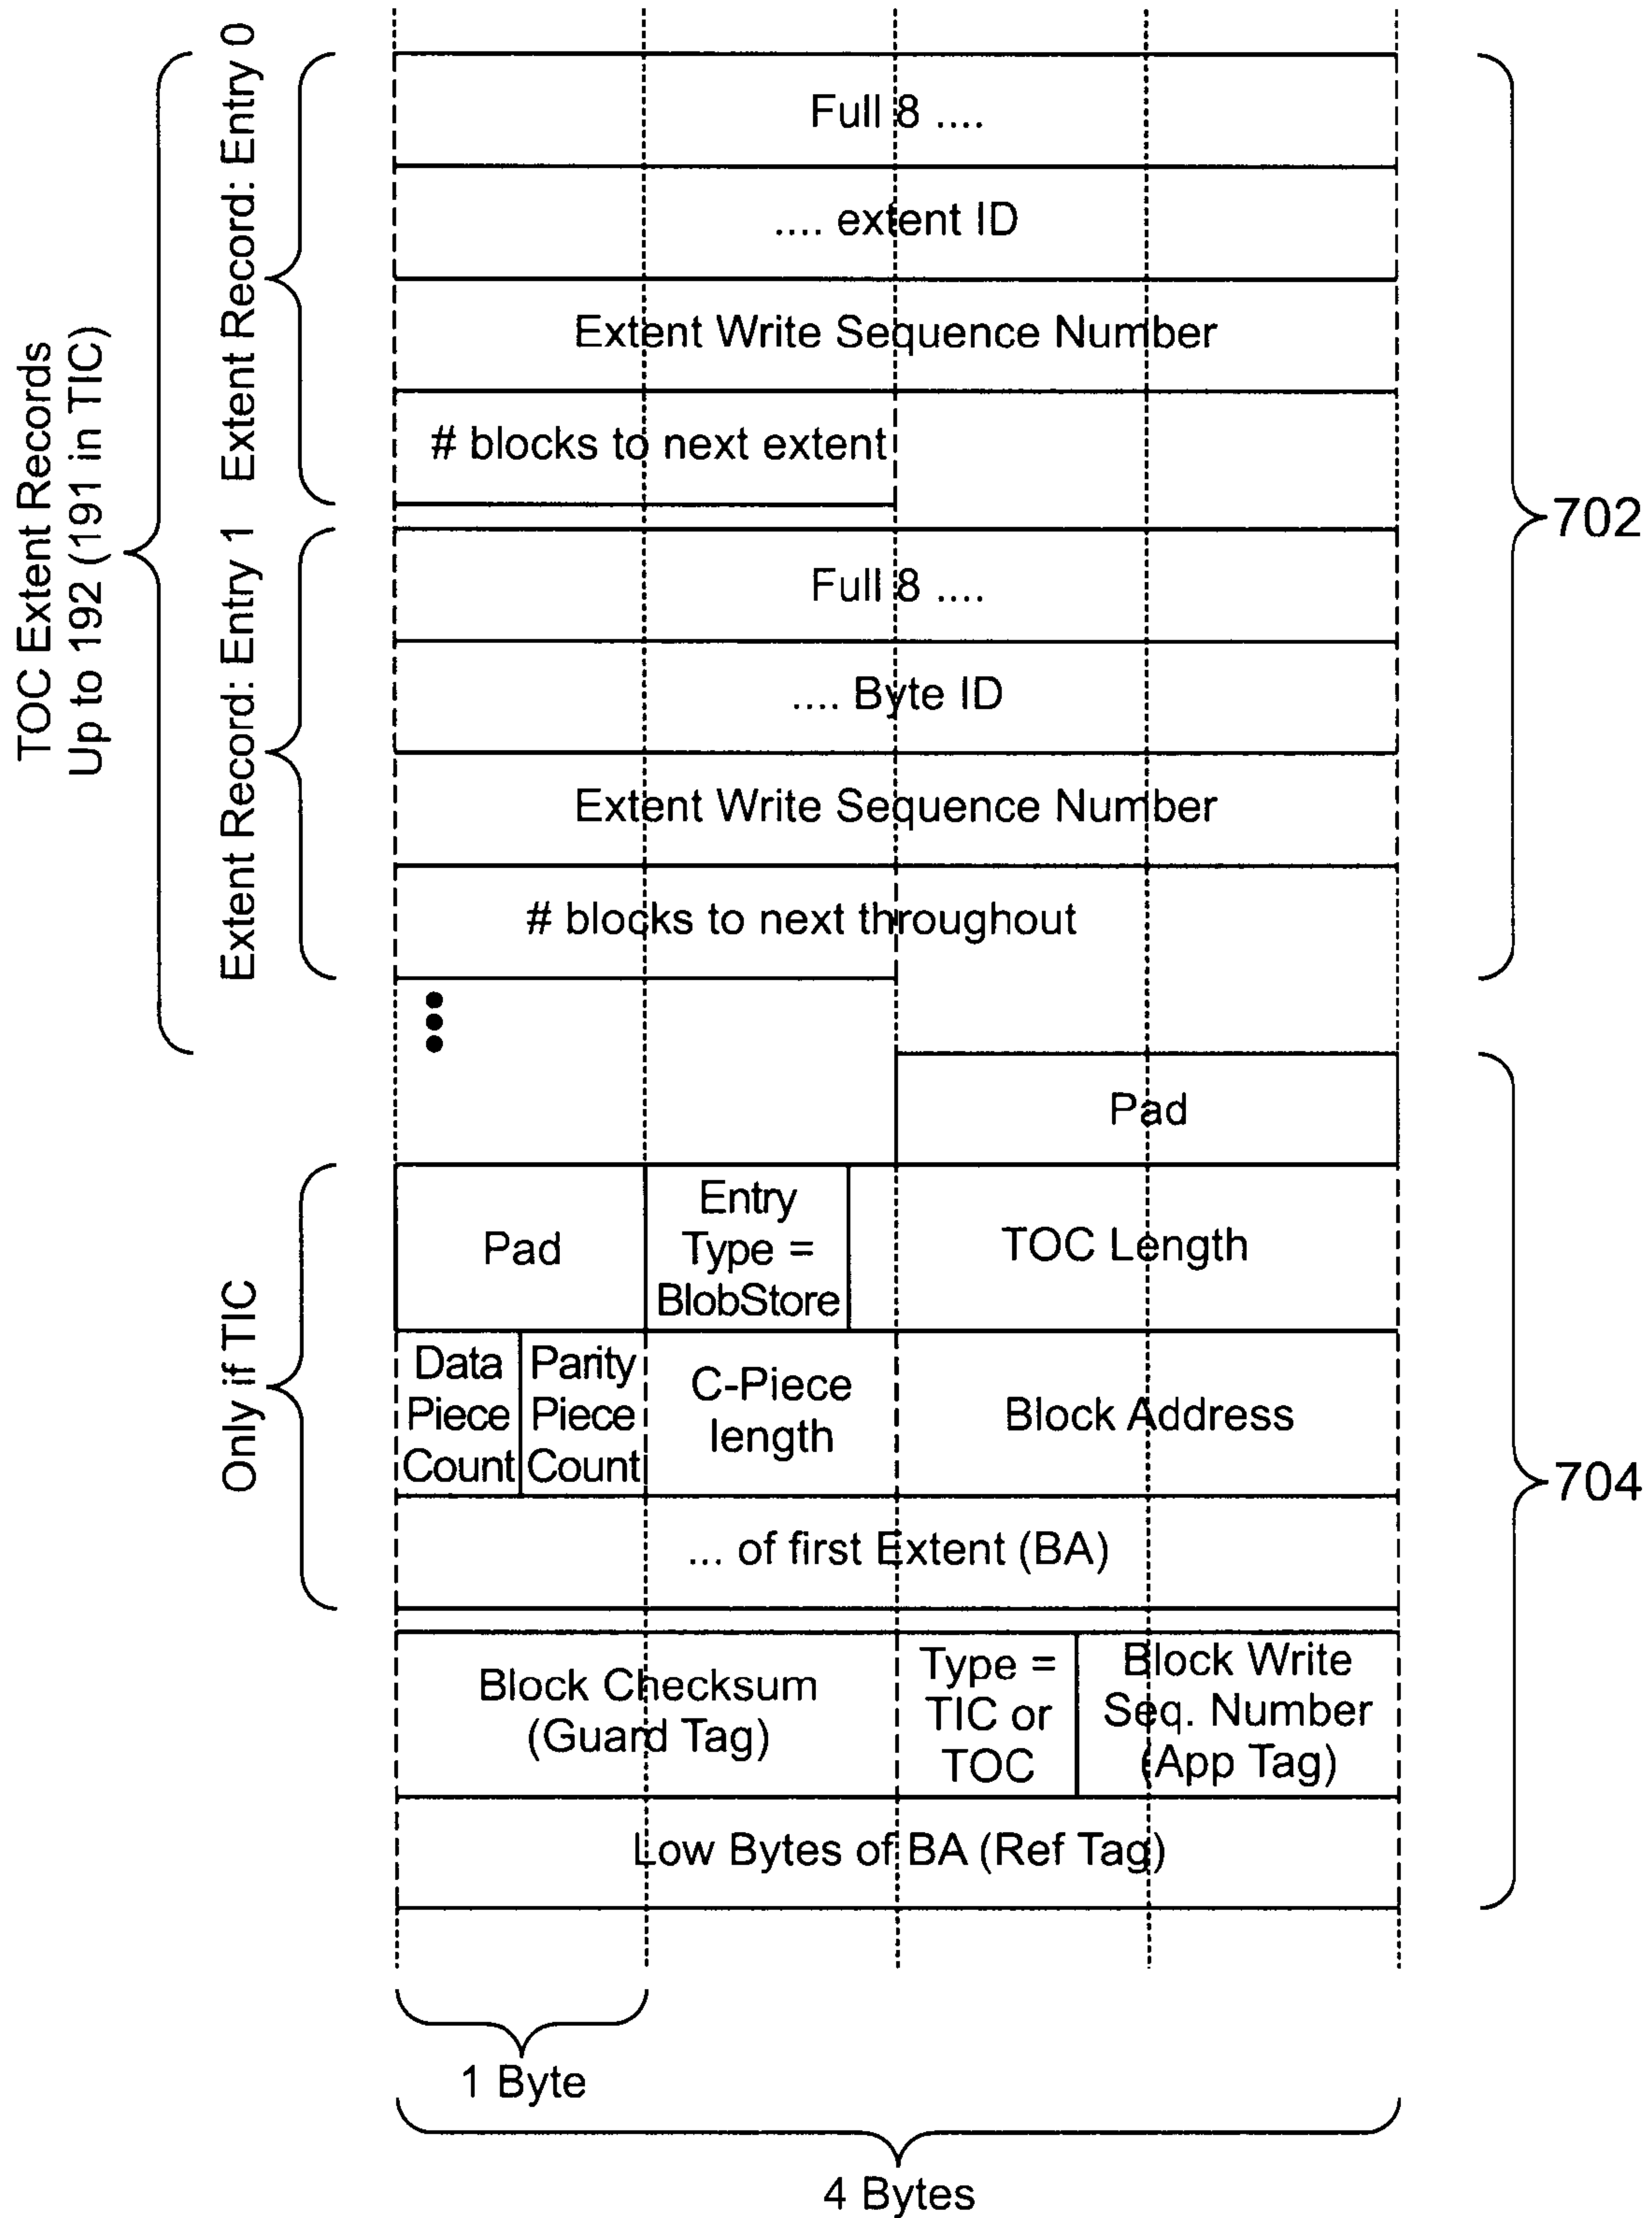 TOC Extent Records
Up to 192 (191 in TIC)
Extent Record: Entry 0
Full 8 ....
.... extent ID
Extent Write Sequence Number
# blocks to next extent
702
Extent Record: Entry 1
Full 8 ....
.... Byte ID
Extent Write Sequence Number
# blocks to next throughout
Pad
Only if TIC
Pad
Entry
Type =
BlobStore
TOC Length
Data
Piece
Count
Parity
Piece
Count
C-Piece
length
Block Address
704
... of first Extent (BA)
Block Checksum
(Guard Tag)
Type =
TIC or
TOC
Block Write
Seq. Number
(App Tag)
Low Bytes of BA (Ref Tag)
1 Byte
4 Bytes